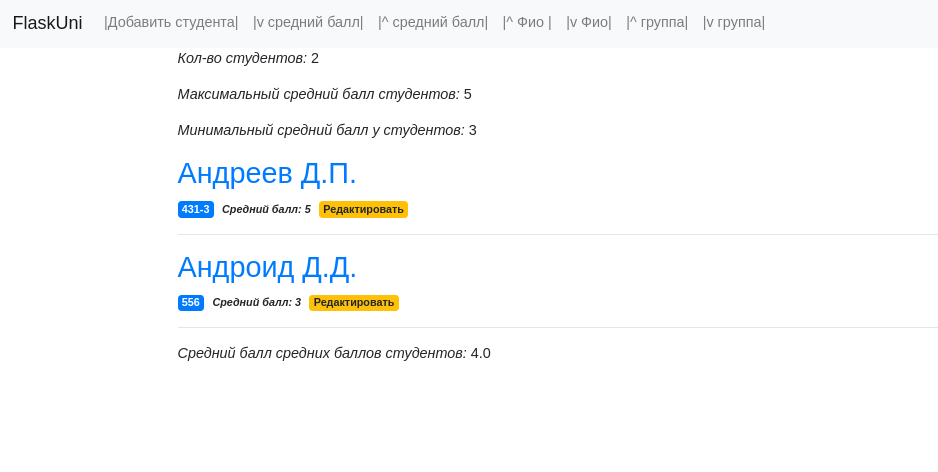 FlaskUni |Добавить студента| |v средний балл| |^ средний балл| |^ Фио | |v Фио| |^ группа| |v группа|
Кол-во студентов: 2
Максимальный средний балл студентов: 5
Минимальный средний балл у студентов: 3
Андреев Д.П.
431-3 Средний балл: 5 Редактировать
Андроид Д.Д.
556 Средний балл: 3 Редактировать
Средний балл средних баллов студентов: 4.0